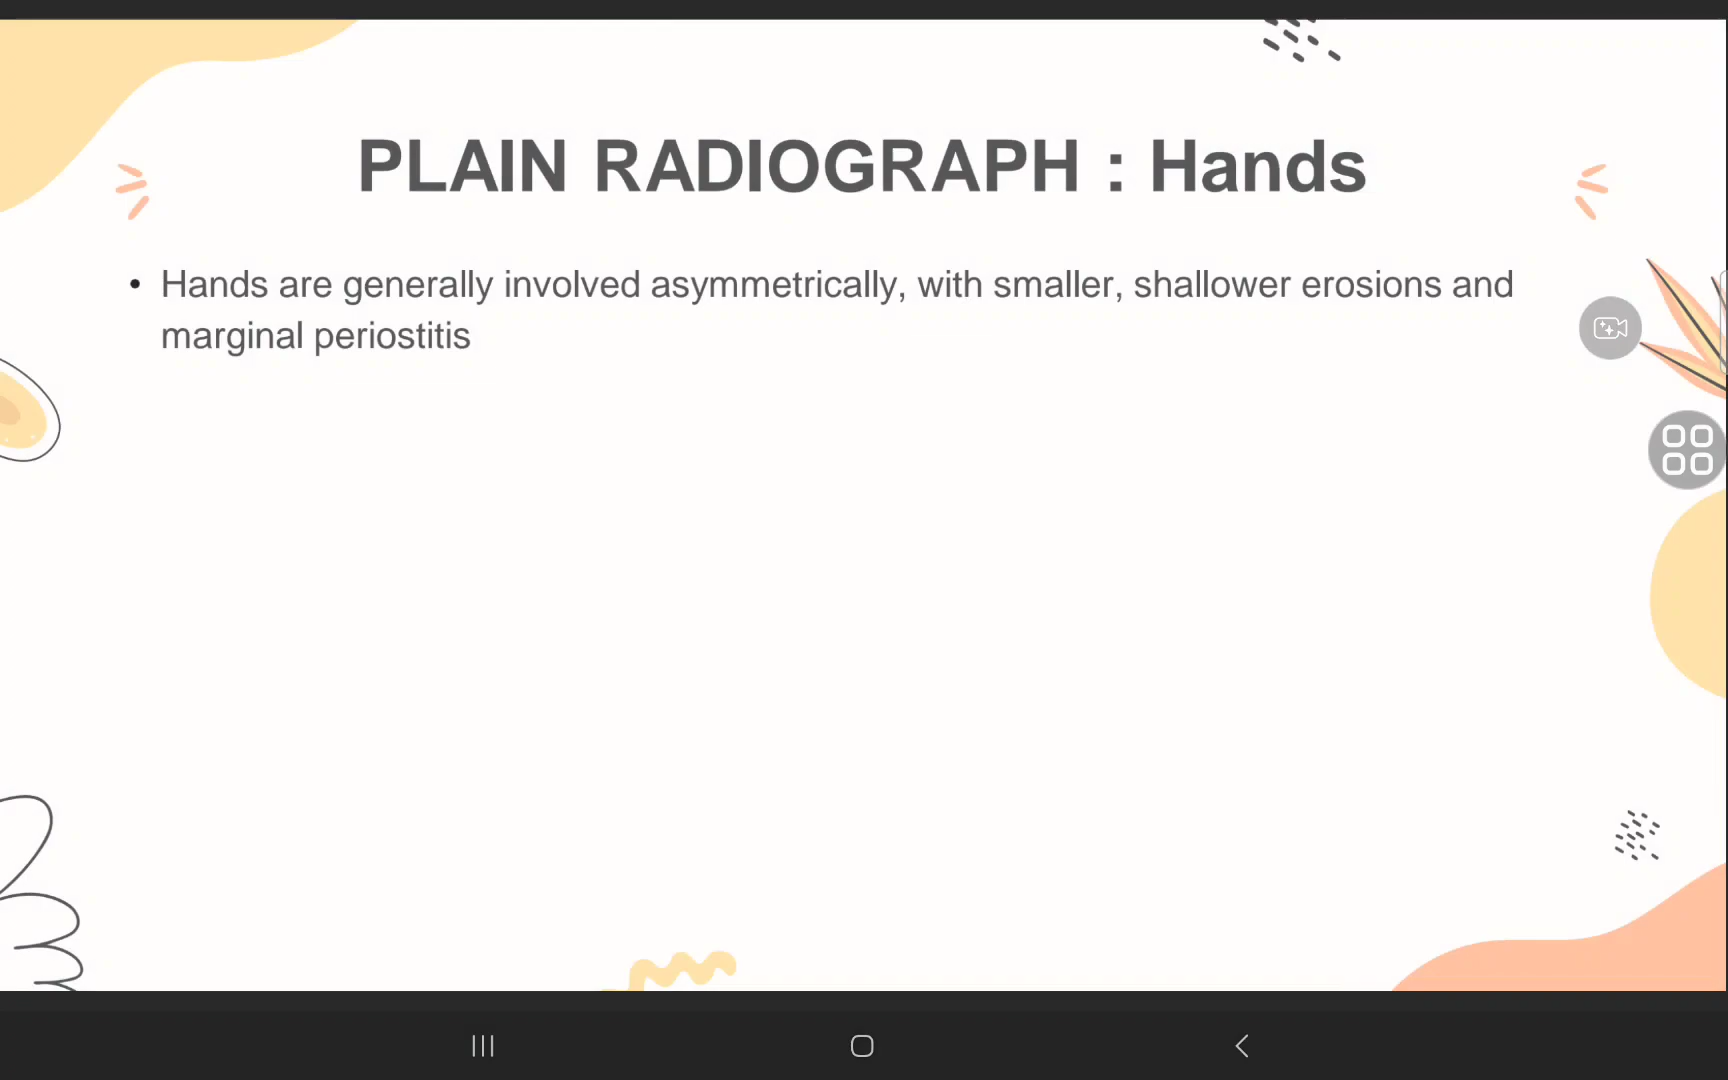 PLAIN RADIOGRAPH : Hands
• Hands are generally involved asymmetrically, with smaller, shallower erosions and
marginal periostitis